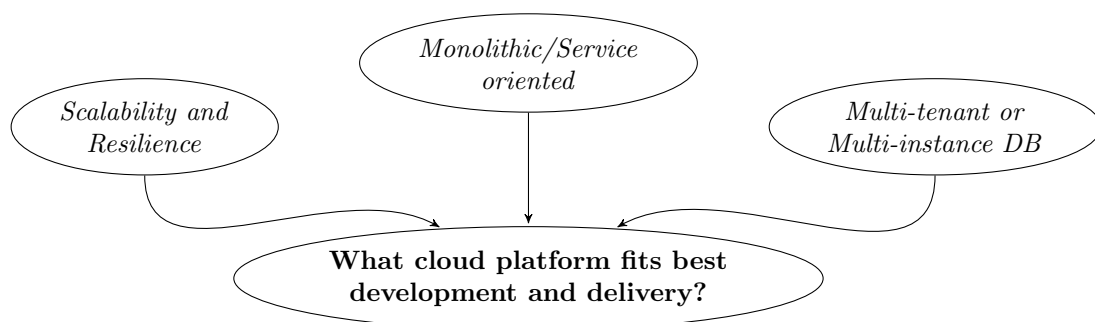 Monolithic/Service
oriented
Scalability and
Resilience
Multi-tenant or
Multi-instance DB
What cloud platform fits best
development and delivery?